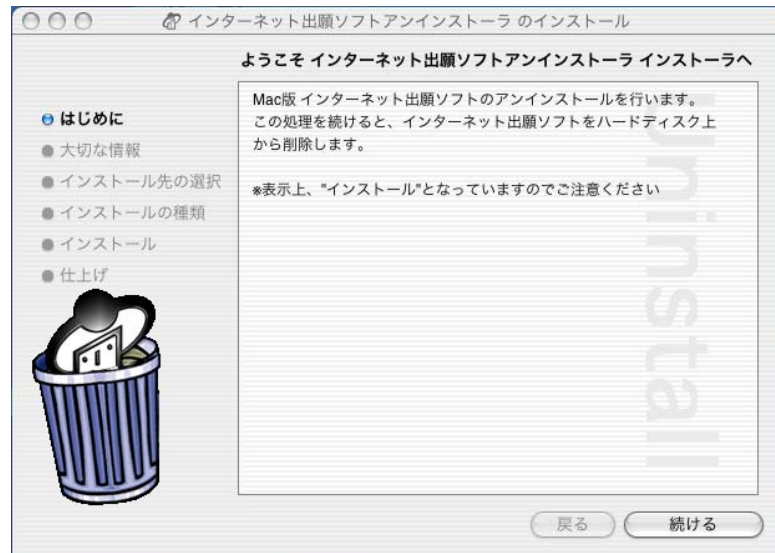 インターネット出願ソフトアンインストーラ のインストール
ようこそ インターネット出願ソフトアンインストーラ インストーラへ
はじめに
大切な情報
インストール先の選択
インストールの種類
インストール
仕上げ
Mac版 インターネット出願ソフトのアンインストールを行います。
この処理を続けると、インターネット出願ソフトをハードディスク上
から削除します。
※表示上、"インストール"となっていますのでご注意ください
Uninstall
戻る
続ける